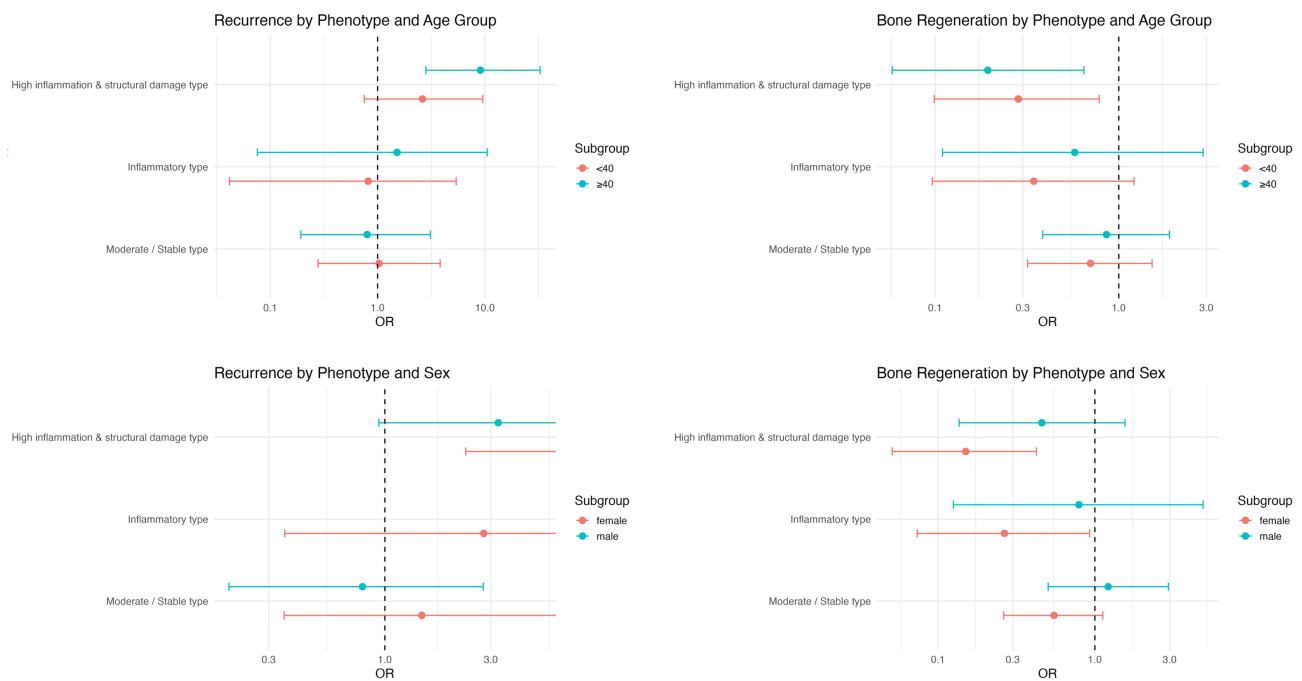 Recurrence by Phenotype and Age Group
High inflammation & structural damage type
Inflammatory type
Moderate / Stable type
0.1
1.0
10.0
OR
Subgroup
<40
≥40
Bone Regeneration by Phenotype and Age Group
High inflammation & structural damage type
Inflammatory type
Moderate / Stable type
0.1
0.3
1.0
3.0
OR
Subgroup
<40
≥40
Recurrence by Phenotype and Sex
High inflammation & structural damage type
Inflammatory type
Moderate / Stable type
0.3
1.0
3.0
OR
Subgroup
female
male
Bone Regeneration by Phenotype and Sex
High inflammation & structural damage type
Inflammatory type
Moderate / Stable type
0.1
0.3
1.0
3.0
OR
Subgroup
female
male